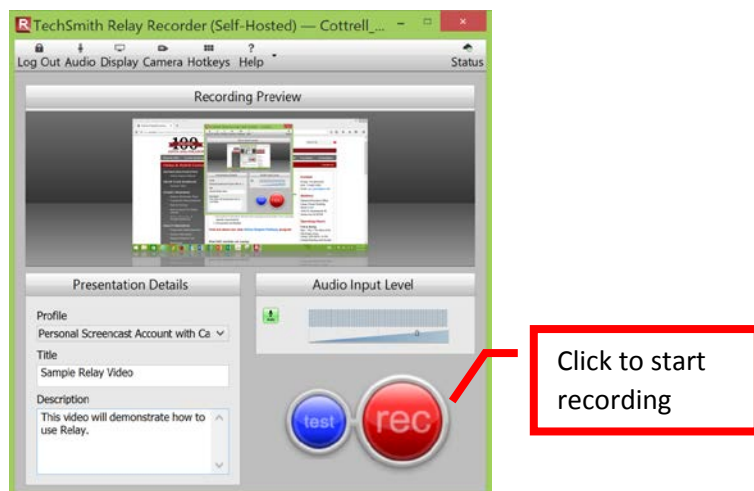 R TechSmith Relay Recorder (Self-Hosted) — Cottrell_...
Log Out Audio Display Camera Hotkeys Help Status
Recording Preview
Presentation Details
Audio Input Level
Profile
Personal Screencast Account with Ca
Title
Sample Relay Video
Description
This video will demonstrate how to
use Relay.
test
rec
Click to start
recording